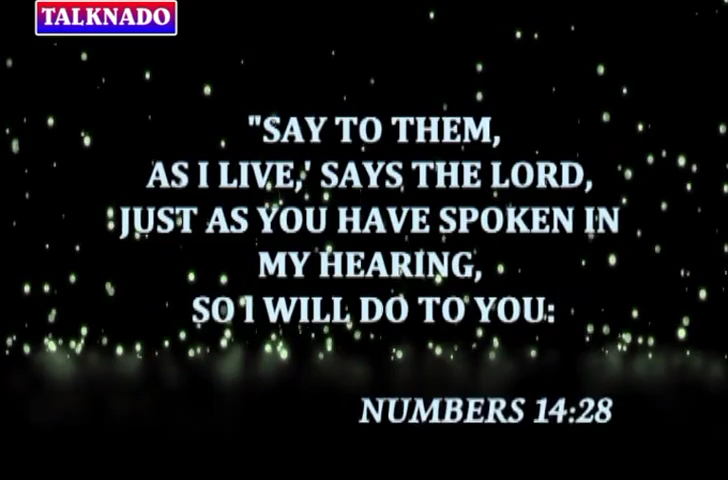 TALKNADO
"SAY TO THEM,
AS I LIVE,' SAYS THE LORD,
JUST AS YOU HAVE SPOKEN IN
MY HEARING,
SO I WILL DO TO YOU:
NUMBERS 14:28